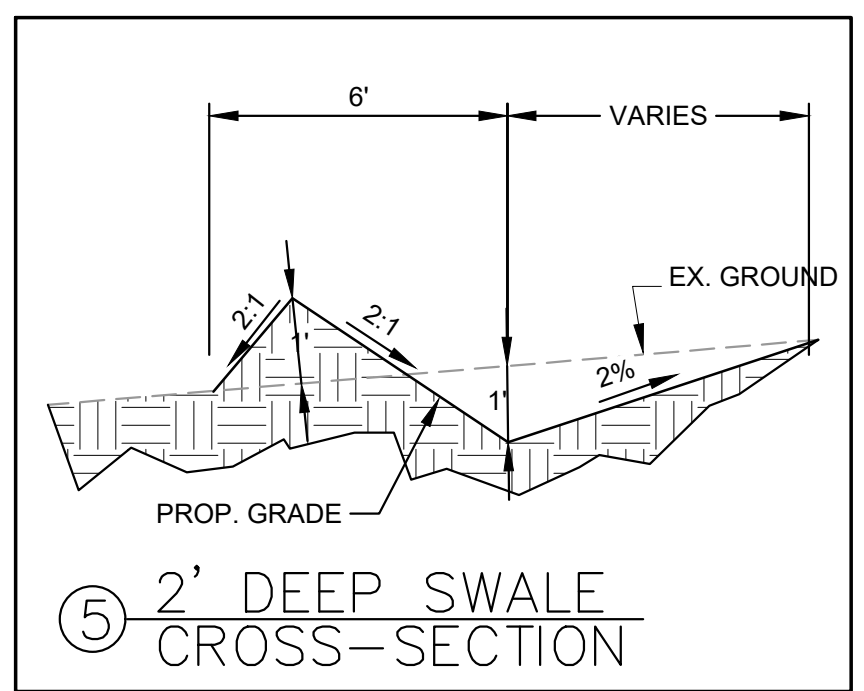 6'
VARIES
EX. GROUND
2:1
2:1
1'
2%
1'
PROP. GRADE
5
2' DEEP SWALE
CROSS-SECTION